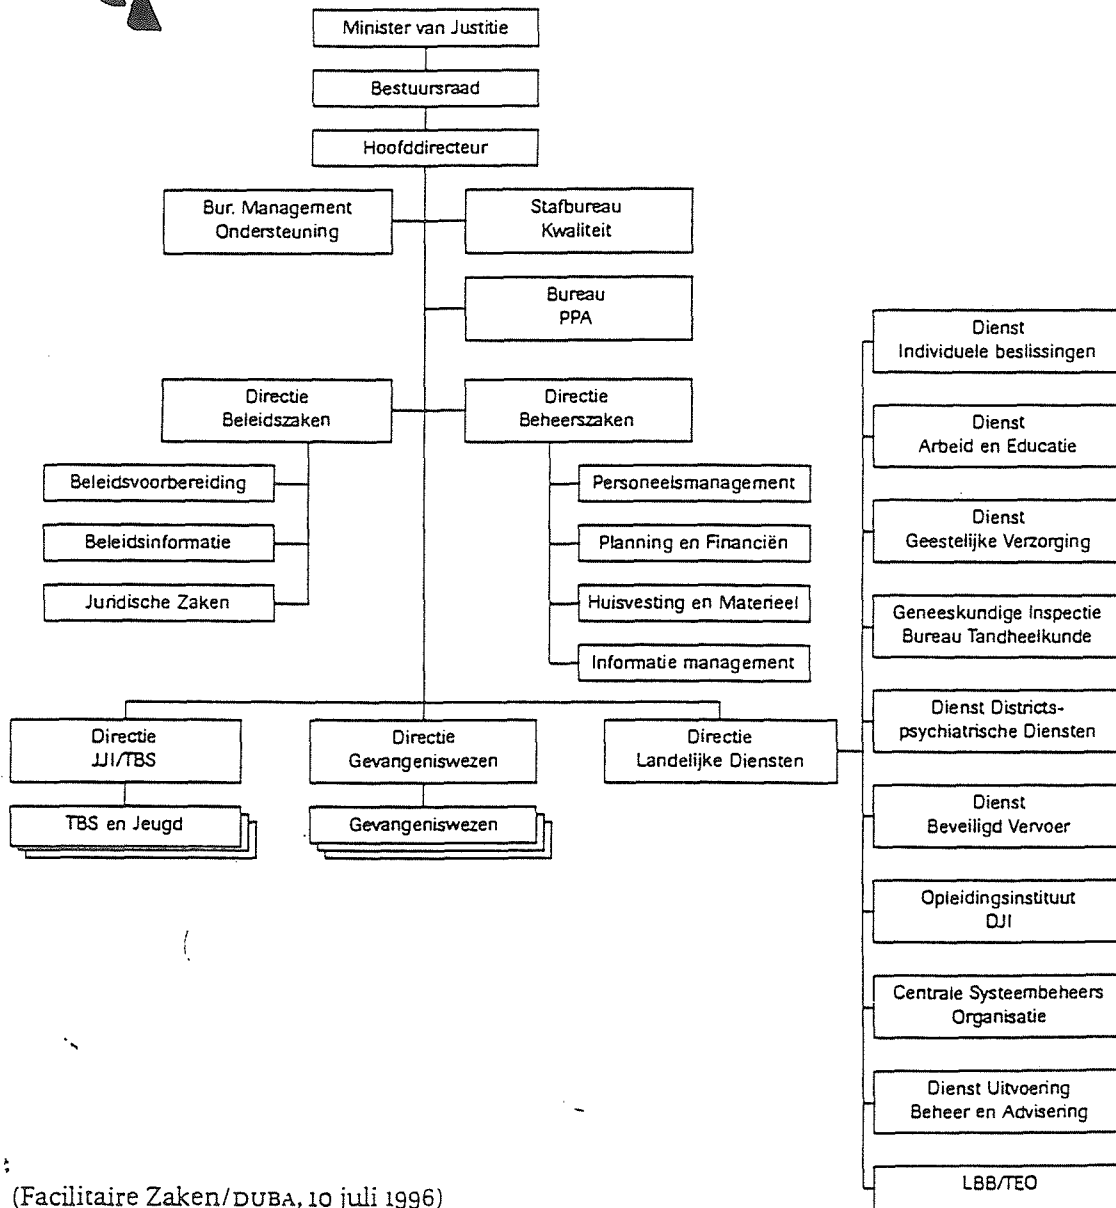 Minister van Justitie
Bestuursraad
Hoofddirecteur
Bur. Management
Ondersteuning
Stafbureau
Kwaliteit
Bureau
PPA
Directie
Beleidszaken
Directie
Beheerszaken
Beleidsvoorbereiding
Beleidsinformatie
Juridische Zaken
Personeelsmanagement
Planning en Financiën
Huisvesting en Materieel
Informatie management
Directie
JJI/TBS
Directie
Gevangeniswezen
Directie
Landelijke Diensten
TBS en Jeugd
Gevangeniswezen
Dienst
Individuele beslissingen
Dienst
Arbeid en Educatie
Dienst
Geestelijke Verzorging
Geneeskundige Inspectie
Bureau Tandheelkunde
Dienst Districts-
psychiatrische Diensten
Dienst
Beveiligd Vervoer
Opleidingsinstituut
DJI
Centrale Systeembeheers
Organisatie
Dienst Uitvoering
Beheer en Advisering
LBB/TEO
(Facilitaire Zaken/DUBA, 10 juli 1996)